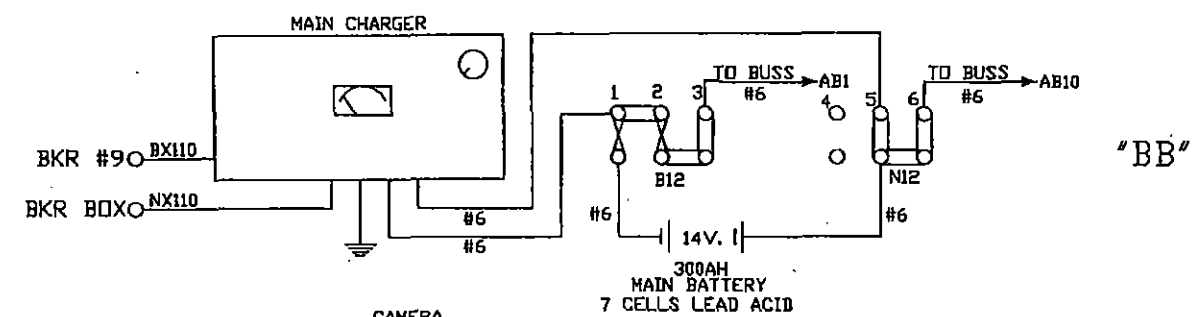 MAIN CHARGER
TO BUSS AB1
#6
TO BUSS AB10
#6
1 2 3 4 5 6
BKR #9 BX110
"BB"
B12 N12
BKR BOX NX110
#6
#6
#6
#6
14V.
300AH
MAIN BATTERY
7 CELLS LEAD ACID
CAMERA